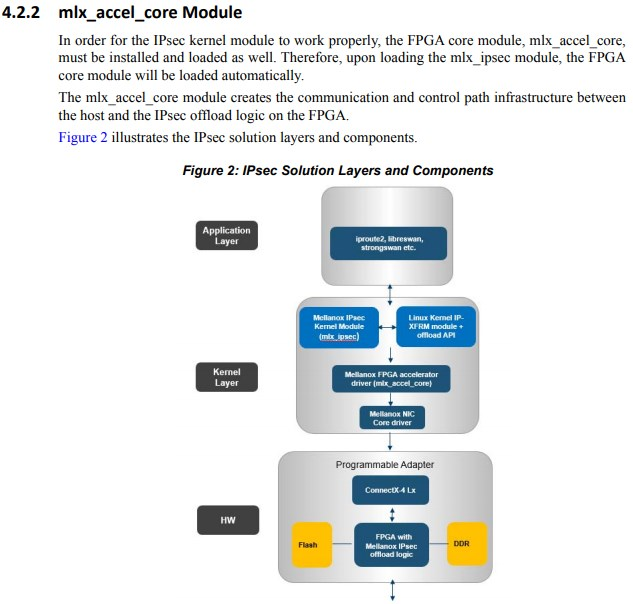 4.2.2 mlx_accel_core Module
In order for the IPsec kernel module to work properly, the FPGA core module, mlx_accel_core,
must be installed and loaded as well. Therefore, upon loading the mlx_ipsec module, the FPGA
core module will be loaded automatically.
The mlx_accel_core module creates the communication and control path infrastructure between
the host and the IPsec offload logic on the FPGA.
Figure 2 illustrates the IPsec solution layers and components.
Figure 2: IPsec Solution Layers and Components
Application
Layer
iproute2, libreswan,
strongswan etc.
Mellanox IPsec
Kernel Module
(mlx_ipsec)
Linux Kernel IP-
XFRM module +
offload API
Kernel
Layer
Mellanox FPGA accelerator
driver (mlx_accel_core)
Mellanox NIC
Core driver
Programmable Adapter
ConnectX-4 Lx
HW
Flash
FPGA with
Mellanox IPsec
offload logic
DDR